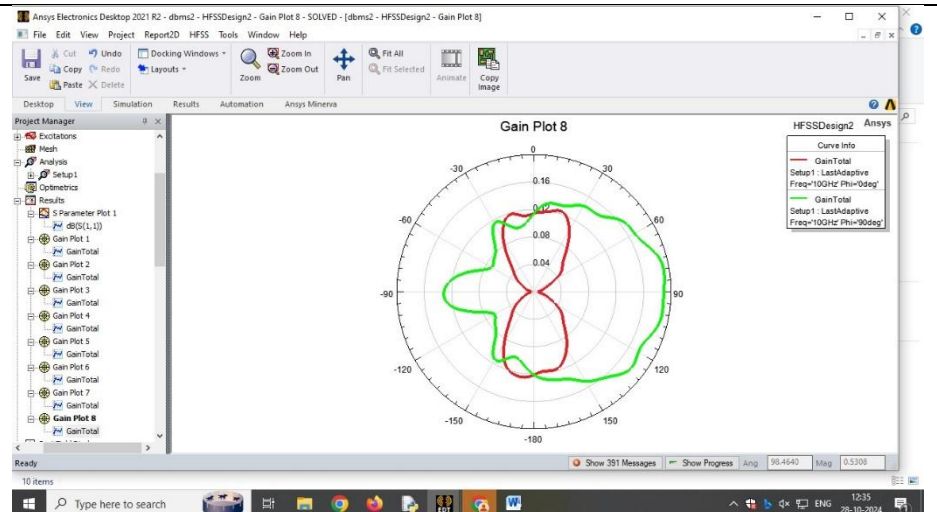 Ansys Electronics Desktop 2021 R2 - dbms2 - HFSSDesign2 - Gain Plot 8 - SOLVED - [dbms2 - HFSSDesign2 - Gain Plot 8]
File Edit View Project Report2D HFSS Tools Window Help
Save
Cut
Copy
Paste
Undo
Redo
Delete
Docking Windows
Layouts
Zoom
Zoom In
Zoom Out
Pan
Fit All
Fit Selected
Animate
Copy
Image
Desktop View Simulation Results Automation Ansys Minerva
Project Manager
Excitations
Mesh
Analysis
Setup1
Optimetrics
Results
S Parameter Plot 1
dB(S(1,1))
Gain Plot 1
GainTotal
Gain Plot 2
GainTotal
Gain Plot 3
GainTotal
Gain Plot 4
GainTotal
Gain Plot 5
GainTotal
Gain Plot 6
GainTotal
Gain Plot 7
GainTotal
Gain Plot 8
GainTotal
Gain Plot 8
HFSSDesign2 Ansys
Curve Info
GainTotal
Setup1 : LastAdaptive
Freq='10GHz' Phi='0deg'
GainTotal
Setup1 : LastAdaptive
Freq='10GHz' Phi='90deg'
0
-30 30
0.16
0.12
-60 60
0.08
0.04
-90 90
-120 120
-150 150
-180
Ready
Show 391 Messages Show Progress Ang 98.4640 Mag 0.5308
10 items
Type here to search
EDT
ENG
12:35
28-10-2024